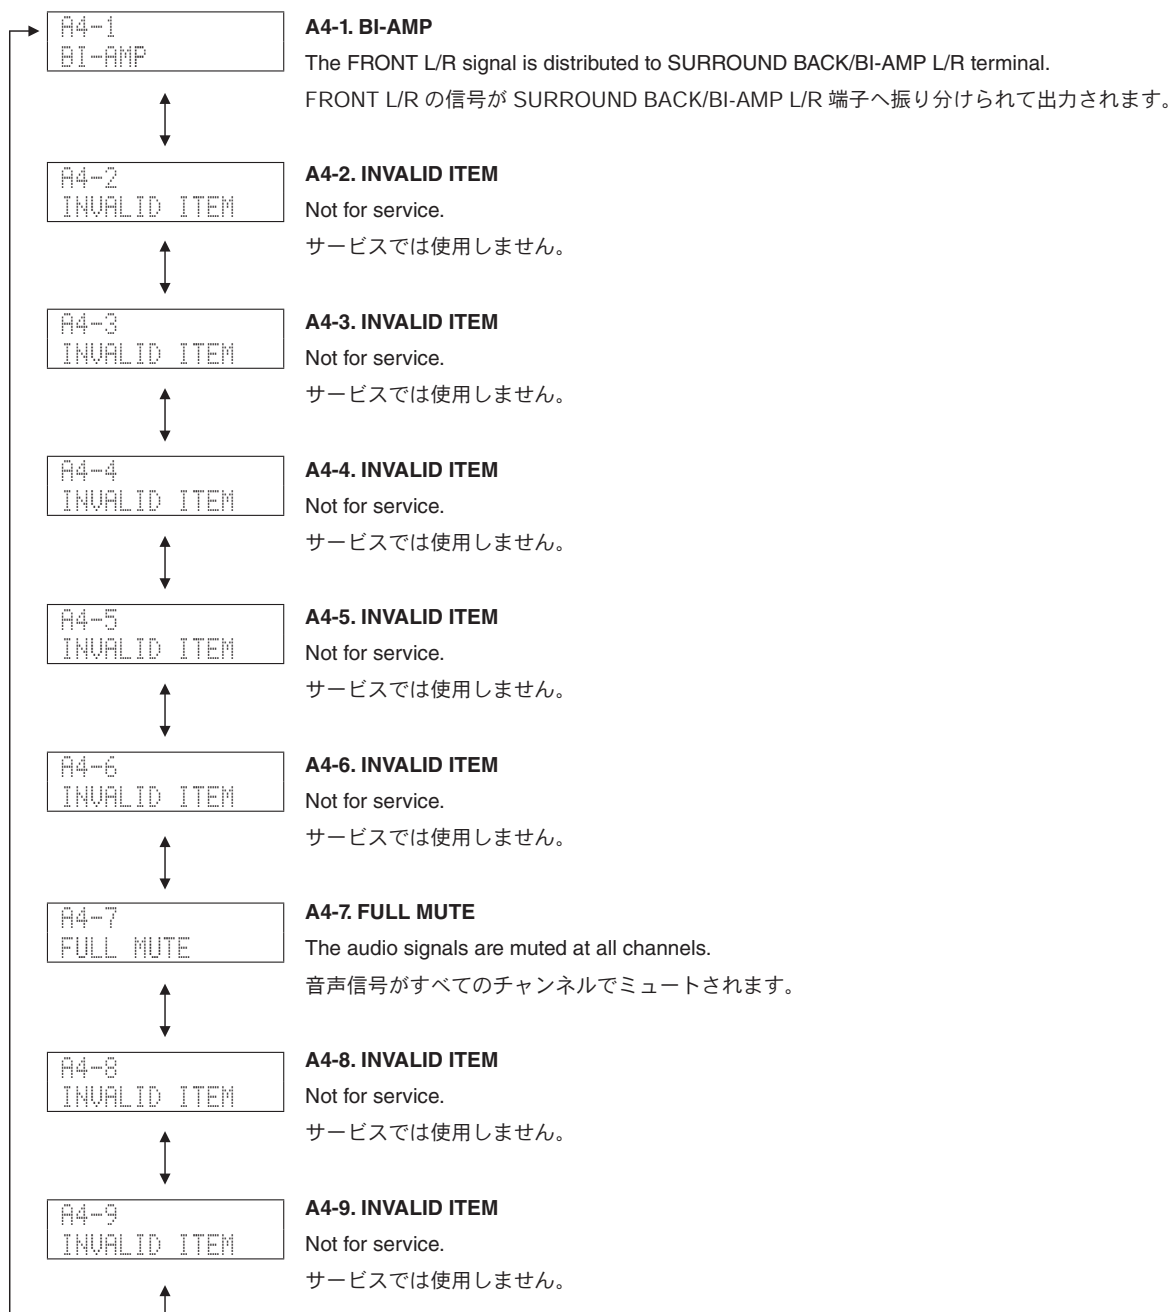 A4-1
BI-AMP
A4-1. BI-AMP
The FRONT L/R signal is distributed to SURROUND BACK/BI-AMP L/R terminal.
FRONT L/R の信号が SURROUND BACK/BI-AMP L/R 端子へ振り分けられて出力されます。
A4-2
INVALID ITEM
A4-2. INVALID ITEM
Not for service.
サービスでは使用しません。
A4-3
INVALID ITEM
A4-3. INVALID ITEM
Not for service.
サービスでは使用しません。
A4-4
INVALID ITEM
A4-4. INVALID ITEM
Not for service.
サービスでは使用しません。
A4-5
INVALID ITEM
A4-5. INVALID ITEM
Not for service.
サービスでは使用しません。
A4-6
INVALID ITEM
A4-6. INVALID ITEM
Not for service.
サービスでは使用しません。
A4-7
FULL MUTE
A4-7. FULL MUTE
The audio signals are muted at all channels.
音声信号がすべてのチャンネルでミュートされます。
A4-8
INVALID ITEM
A4-8. INVALID ITEM
Not for service.
サービスでは使用しません。
A4-9
INVALID ITEM
A4-9. INVALID ITEM
Not for service.
サービスでは使用しません。